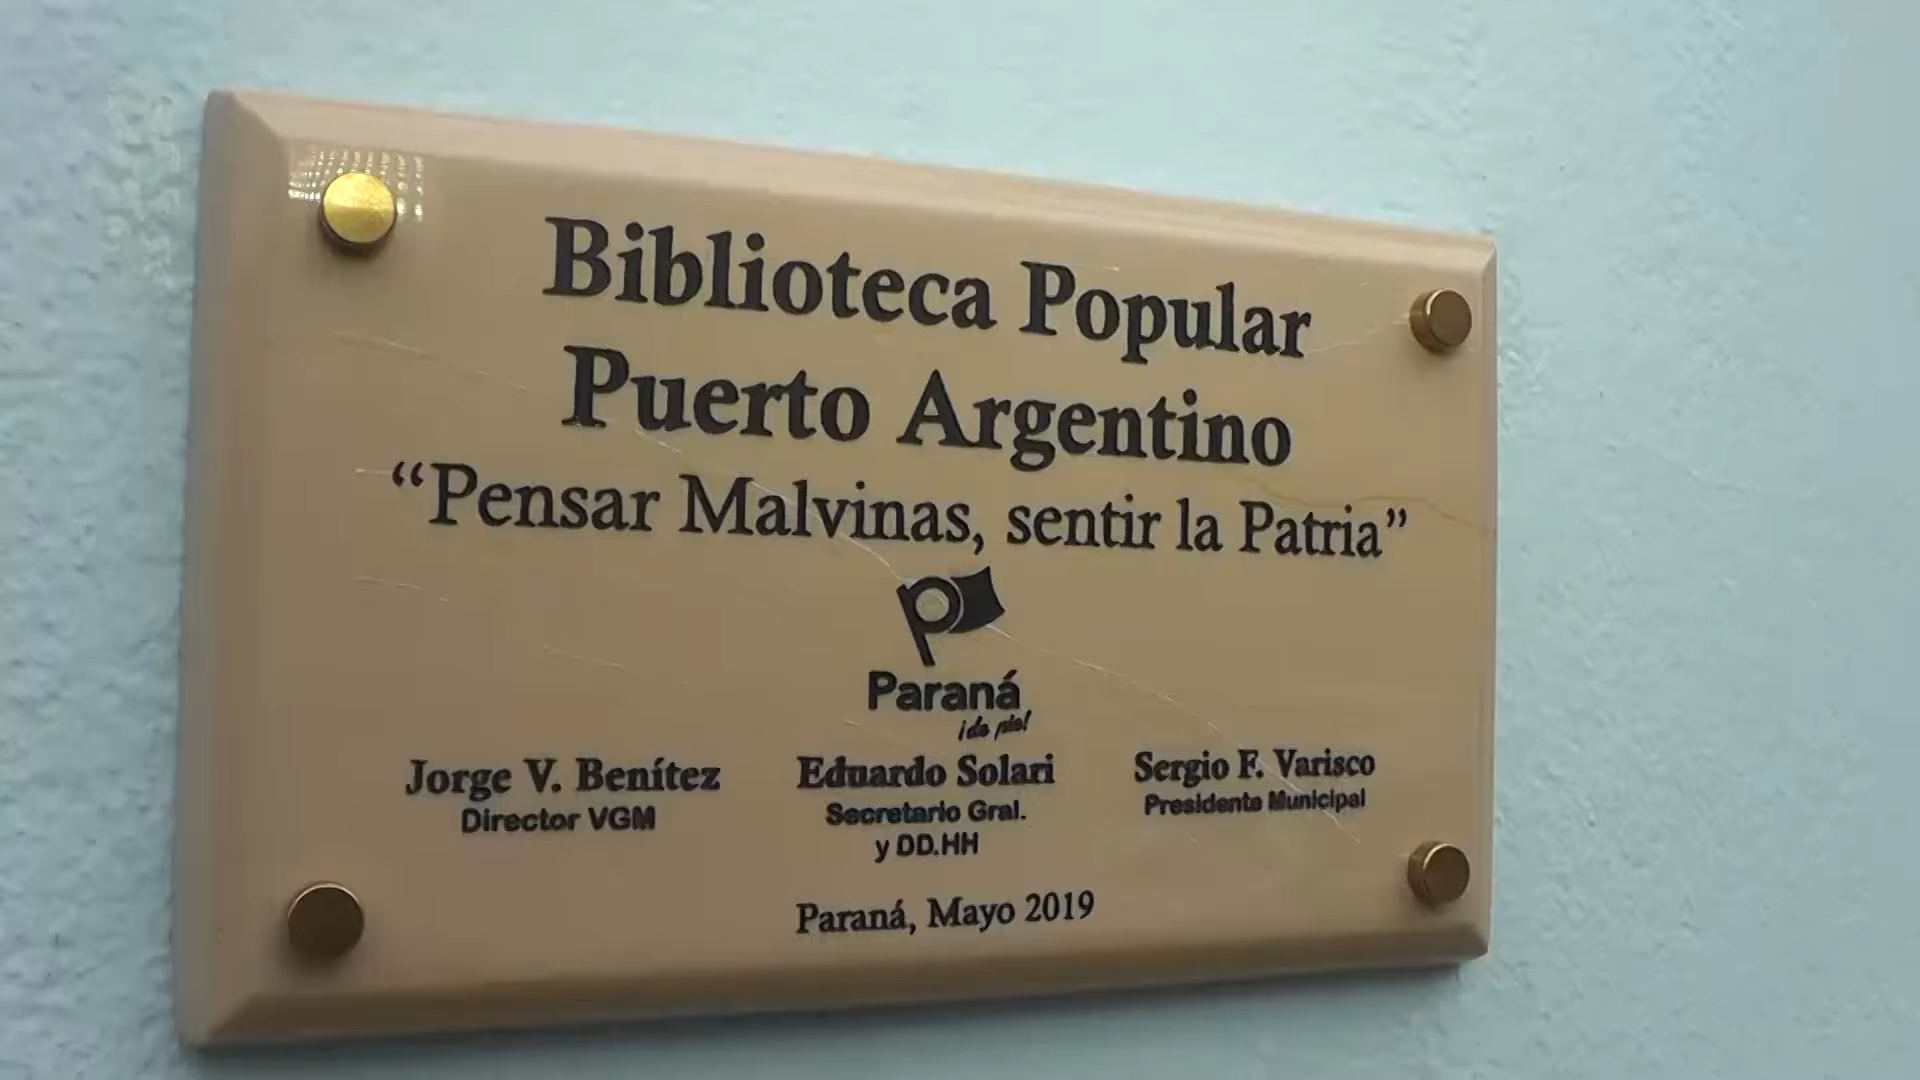 Biblioteca Popular
Puerto Argentino
“Pensar Malvinas, sentir la Patria”
Paraná
¡de pie!
Jorge V. Benítez
Director VGM
Eduardo Solari
Secretario Gral.
y DD.HH
Sergio F. Varisco
Presidente Municipal
Paraná, Mayo 2019